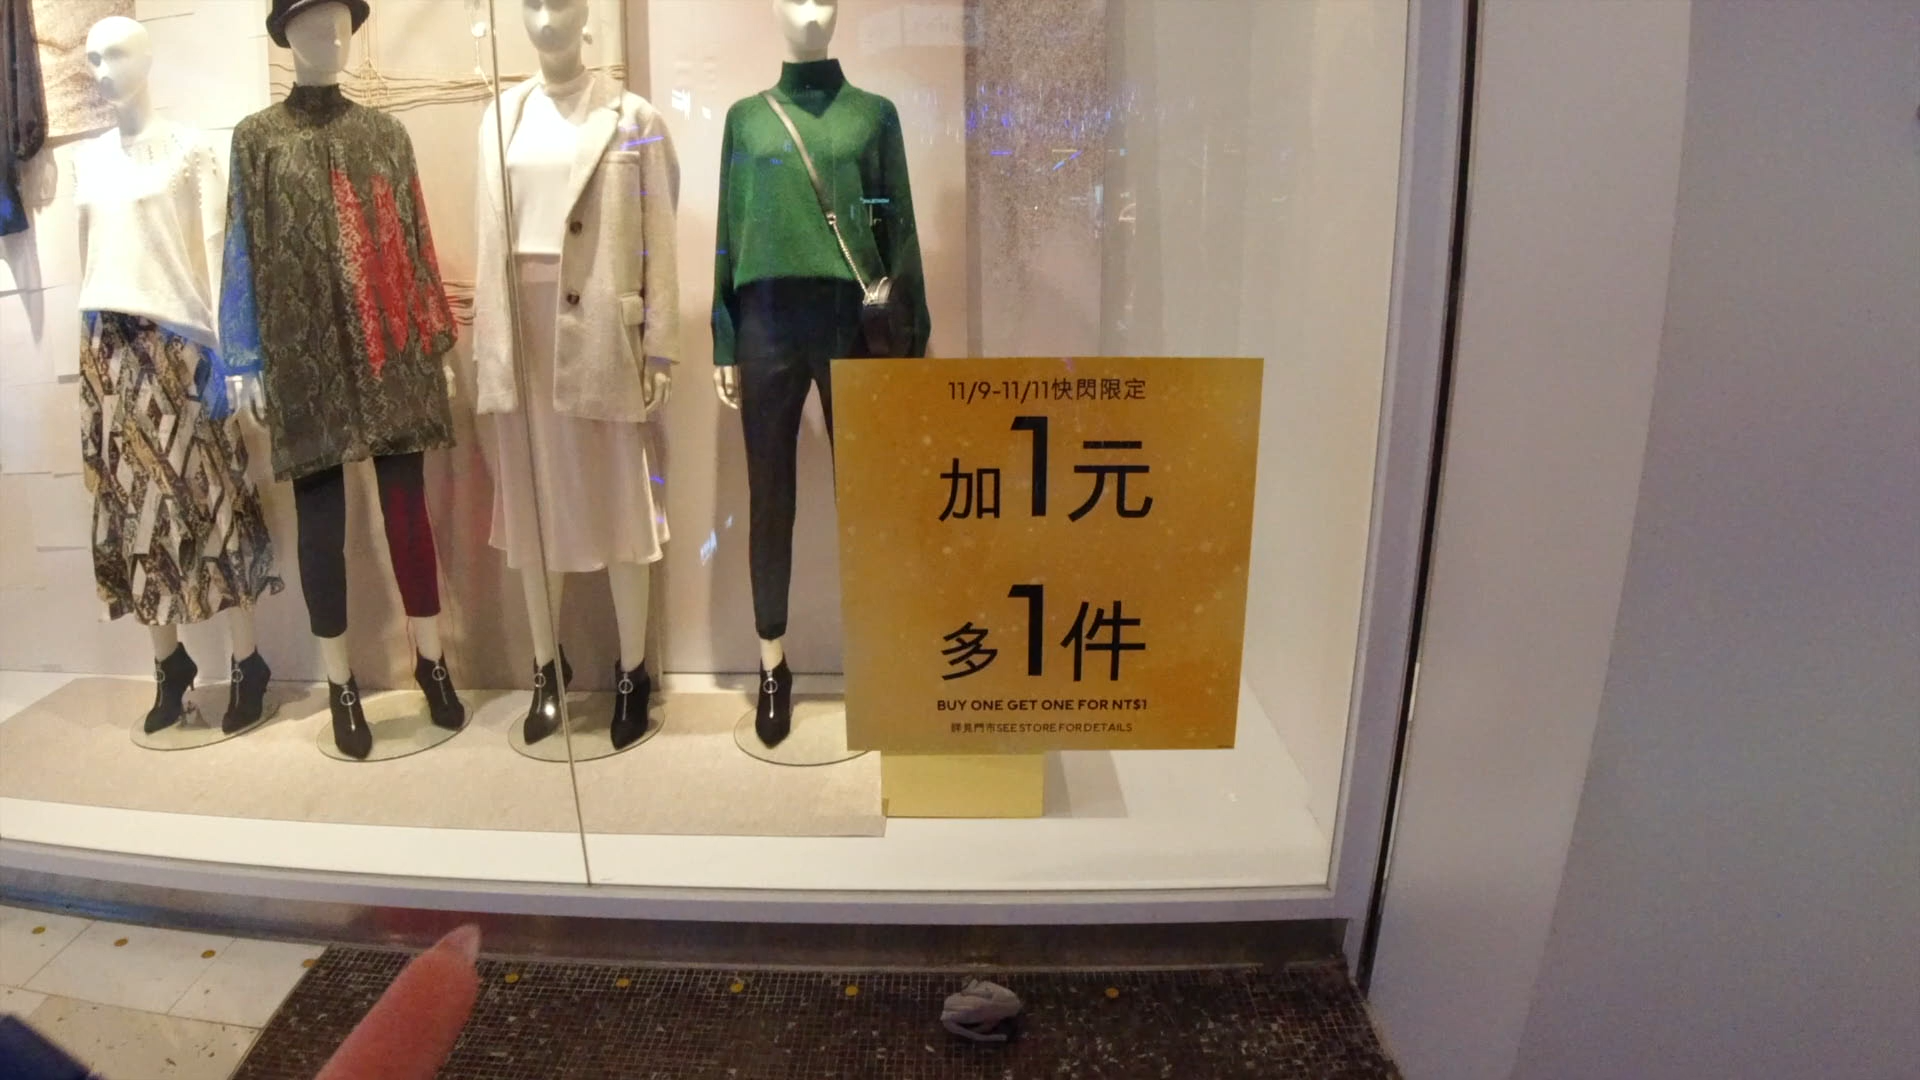 11/9-11/11快閃限定
加1元
多1件
BUY ONE GET ONE FOR NT$1
詳見門市SEE STORE FOR DETAILS